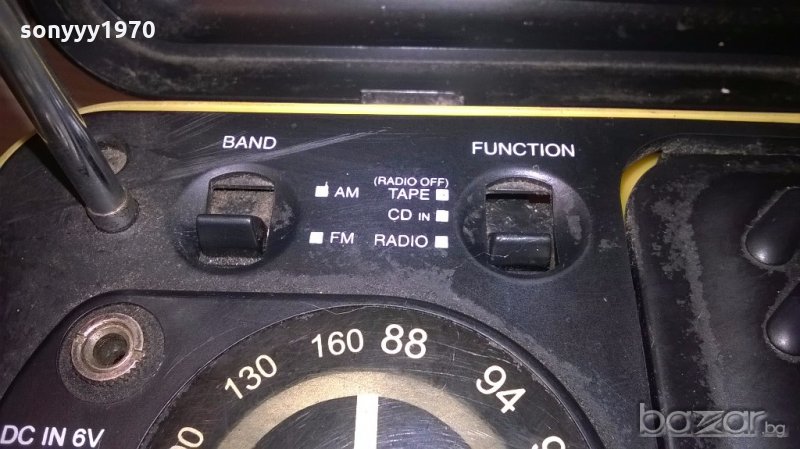 sonyyy1970
BAND
FUNCTION
(RADIO OFF)
AM TAPE
CD IN
FM RADIO
160 88
130
94
DC IN 6V
bazar.bg